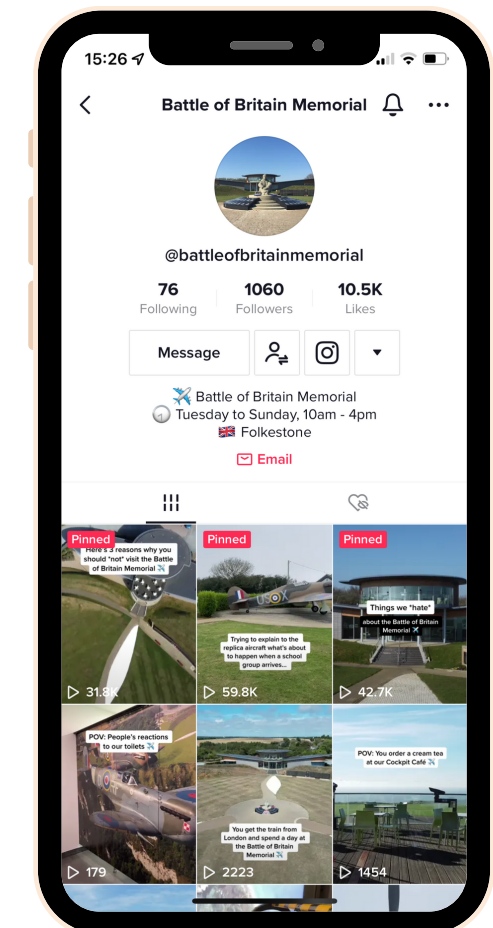 15:26
Battle of Britain Memorial
@battleofbritainmemorial
76 1060 10.5K
Following Followers Likes
Message
✈️ Battle of Britain Memorial
🕣 Tuesday to Sunday, 10am - 4pm
🇬🇧 Folkestone
Email
Pinned
Here's 3 reasons why you
should *not* visit the Battle
of Britain Memorial ✈️
31.8K
Pinned
USX
Trying to explain to the
replica aircraft what's about
to happen when a school
group arrives...
59.8K
Pinned
Things we *hate*
about the Battle of Britain
Memorial ✈️
42.7K
POV: People's reactions
to our toilets ✈️
179
You get the train from
London and spend a day at
the Battle of Britain
Memorial ✈️
2223
POV: You order a cream tea
at our Cockpit Café ✈️
1454